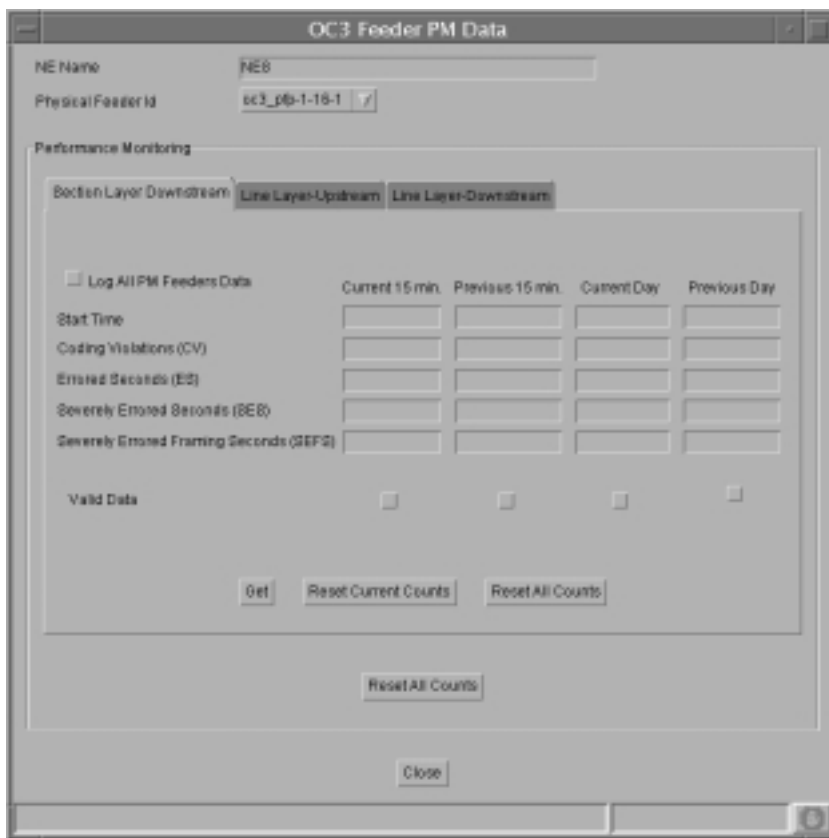 OC3 Feeder PM Data
NE Name NE8
Physical Feeder Id oc3_pfp-1-16-1
Performance Monitoring
Section Layer Downstream Line Layer-Upstream Line Layer-Downstream
Log All PM Feeders Data Current 15 min. Previous 15 min. Current Day Previous Day
Start Time
Coding Violations (CV)
Errored Seconds (ES)
Severely Errored Seconds (SES)
Severely Errored Framing Seconds (SEFS)
Valid Data
Get Reset Current Counts Reset All Counts
Reset All Counts
Close